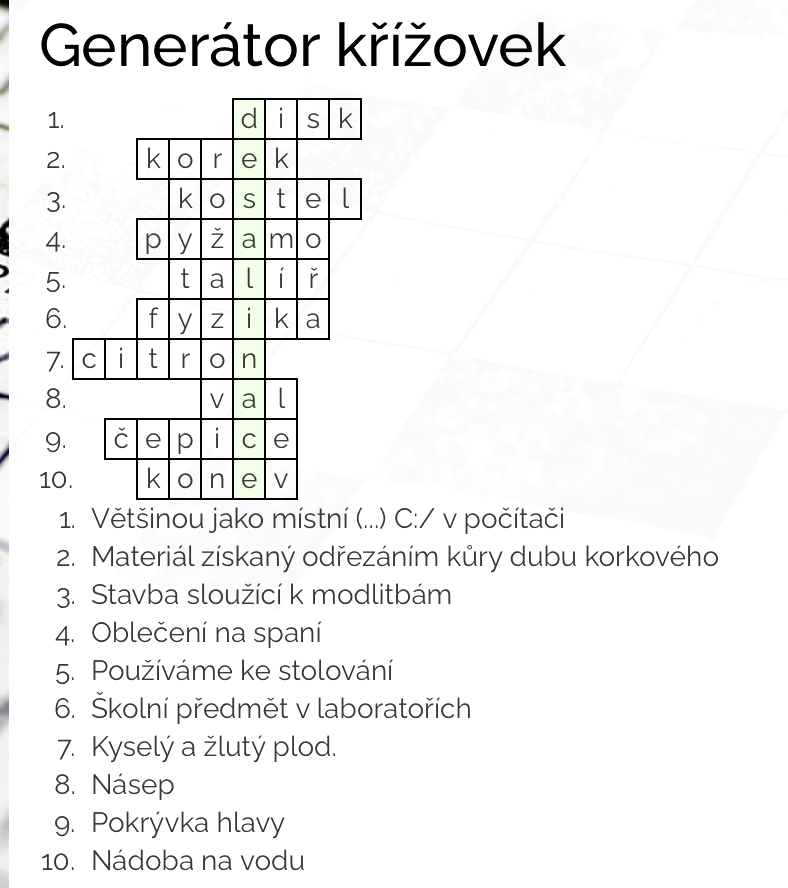 Generátor křížovek
1. disk
2. korek
3. kostel
4. pyžamo
5. talíř
6. fyzika
7. citron
8. val
9. čepice
10. konev
1. Většinou jako místní (...) C:/ v počítači
2. Materiál získaný odřezáním kůry dubu korkového
3. Stavba sloužící k modlitbám
4. Oblečení na spaní
5. Používáme ke stolování
6. Školní předmět v laboratořích
7. Kyselý a žlutý plod.
8. Násep
9. Pokrývka hlavy
10. Nádoba na vodu